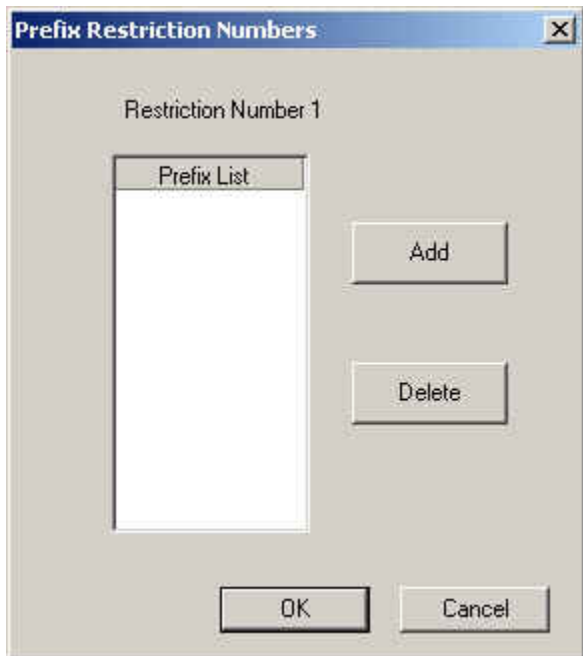 Prefix Restriction Numbers
Restriction Number 1
Prefix List
Add
Delete
OK
Cancel